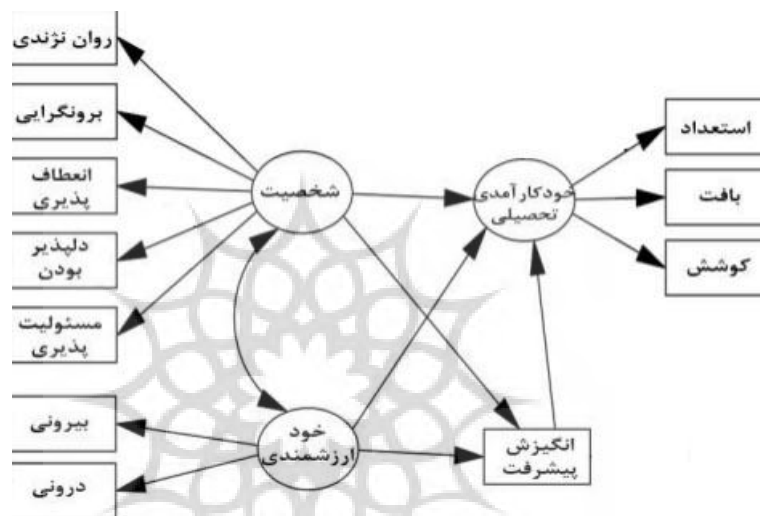 روان نژندی
برونگرایی
انعطاف
پذیری
دلپذیر
بودن
مسئولیت
پذیری
بیرونی
درونی
شخصیت
خود
ارزشمندی
خودکارآمدی
تحصیلی
انگیزش
پیشرفت
استعداد
بافت
کوشش